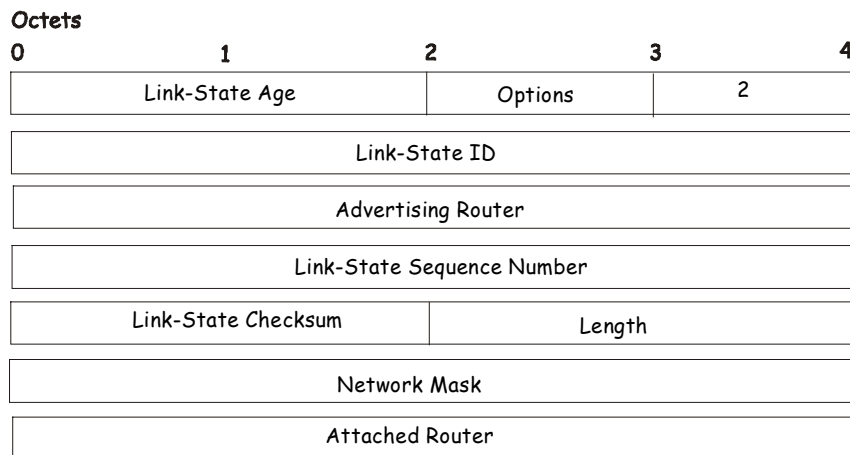 Octets
0 1 2 3 4
Link-State Age Options 2
Link-State ID
Advertising Router
Link-State Sequence Number
Link-State Checksum Length
Network Mask
Attached Router